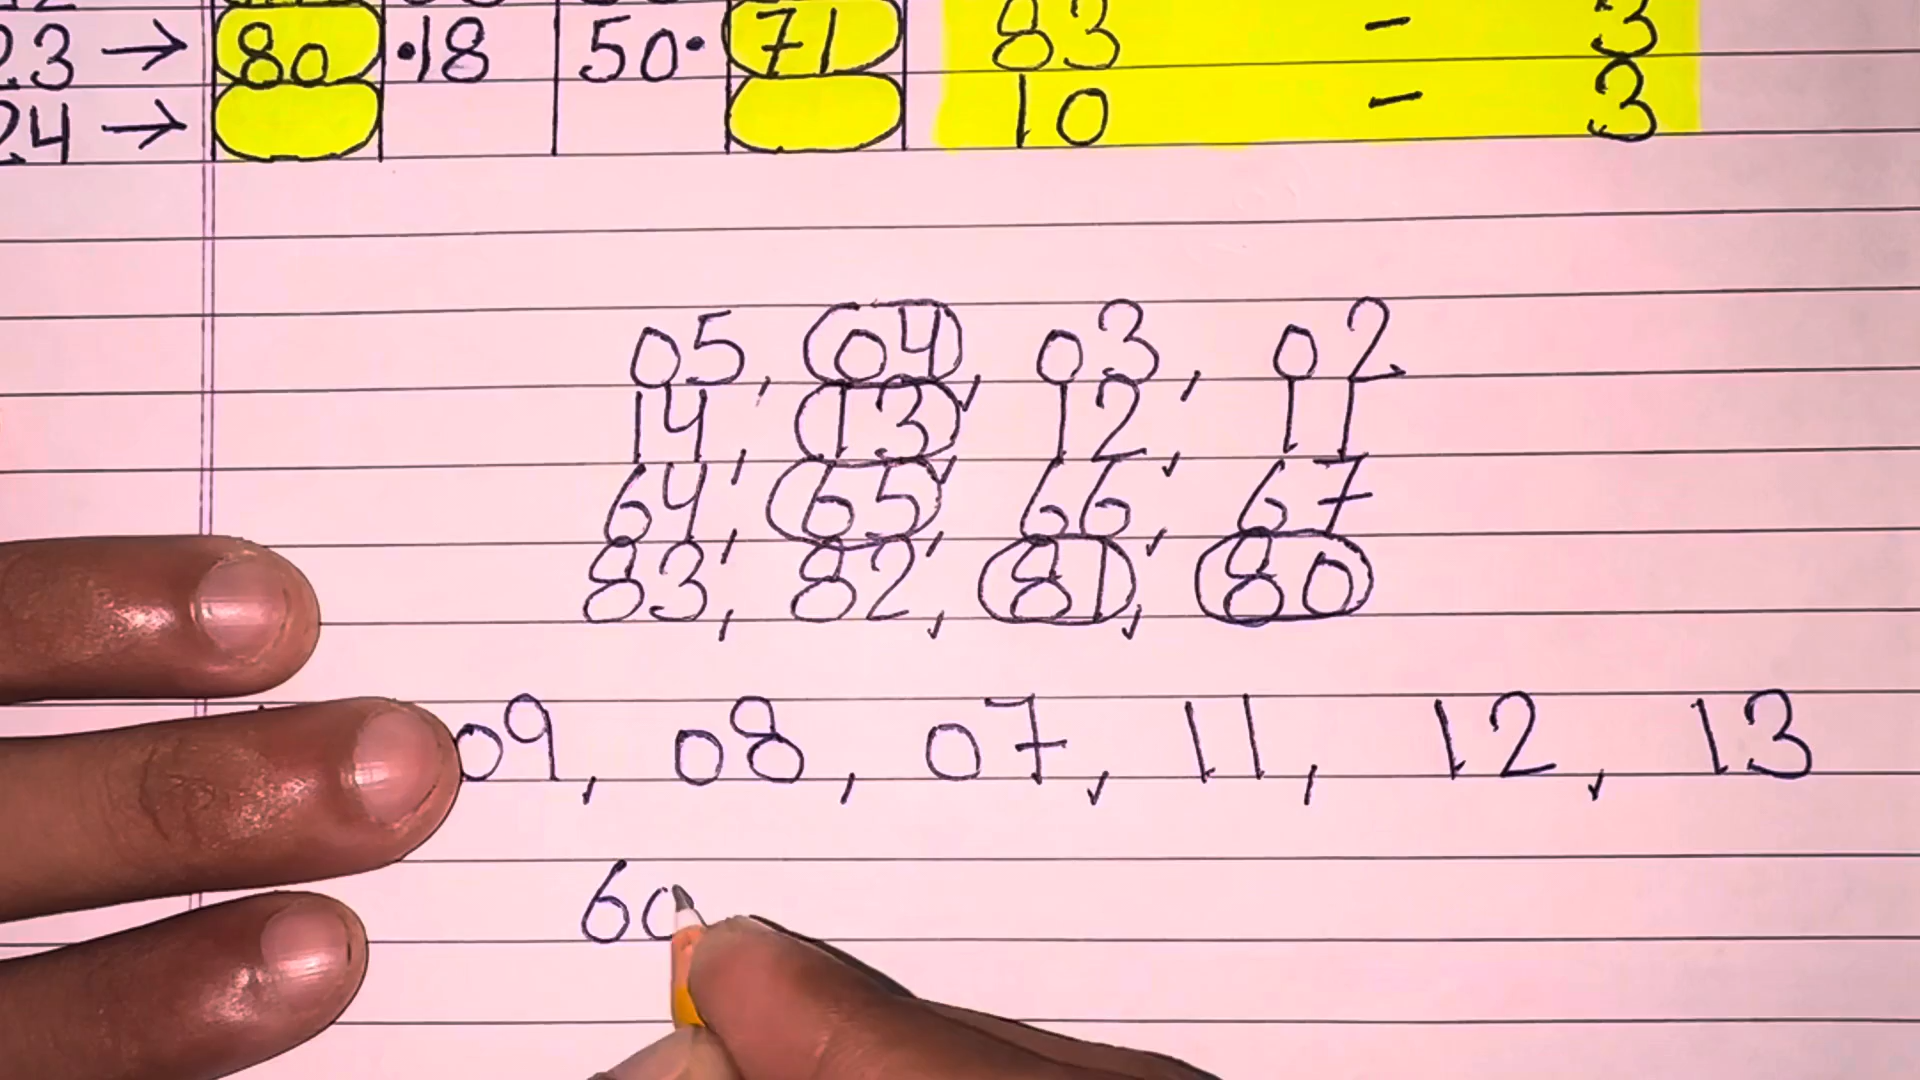 23 → 80 •18 50• 71 83 - 3
24 → 10 - 3
05, 04, 03, 02
14, 13, 12, 11
64, 65, 66, 67
83, 82, 81, 80
09, 08, 07, 11, 12, 13
60